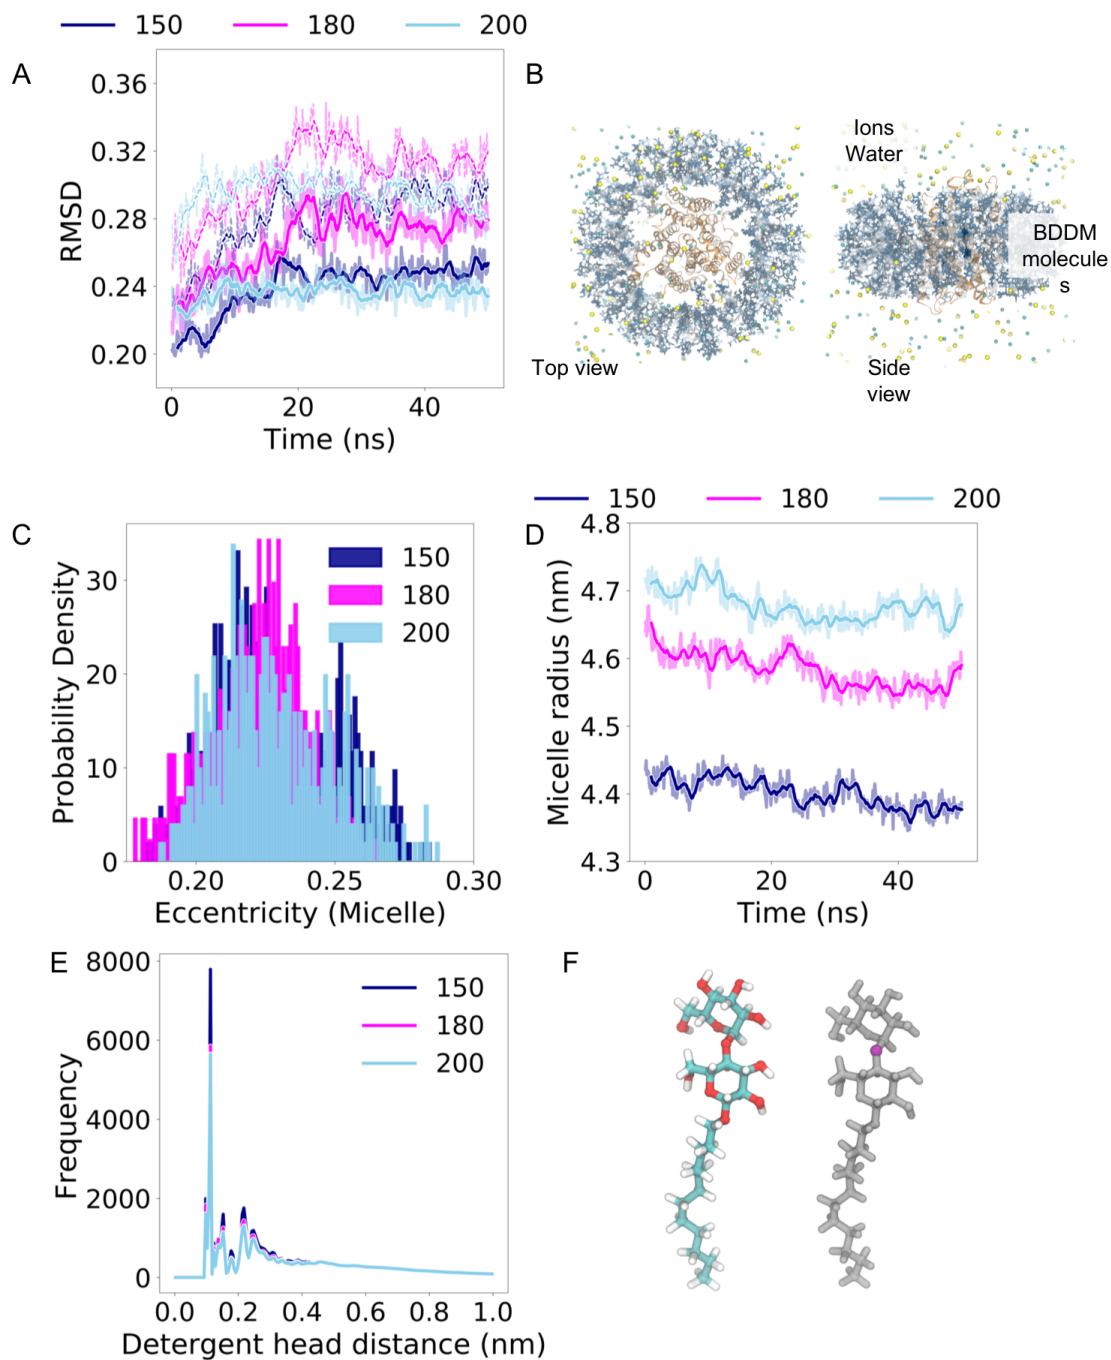 150 180 200
A
0.36
0.32
0.28
0.24
0.20
RMSD
0 20 40
Time (ns)
B
Ions
Water
BDDM
molecule
s
Top view
Side
view
C
30
20
10
0
Probability Density
150
180
200
0.20 0.25 0.30
Eccentricity (Micelle)
150 180 200
D
4.8
4.7
4.6
4.5
4.4
4.3
Micelle radius (nm)
0 20 40
Time (ns)
E
8000
6000
4000
2000
0
Frequency
150
180
200
0.0 0.2 0.4 0.6 0.8 1.0
Detergent head distance (nm)
F